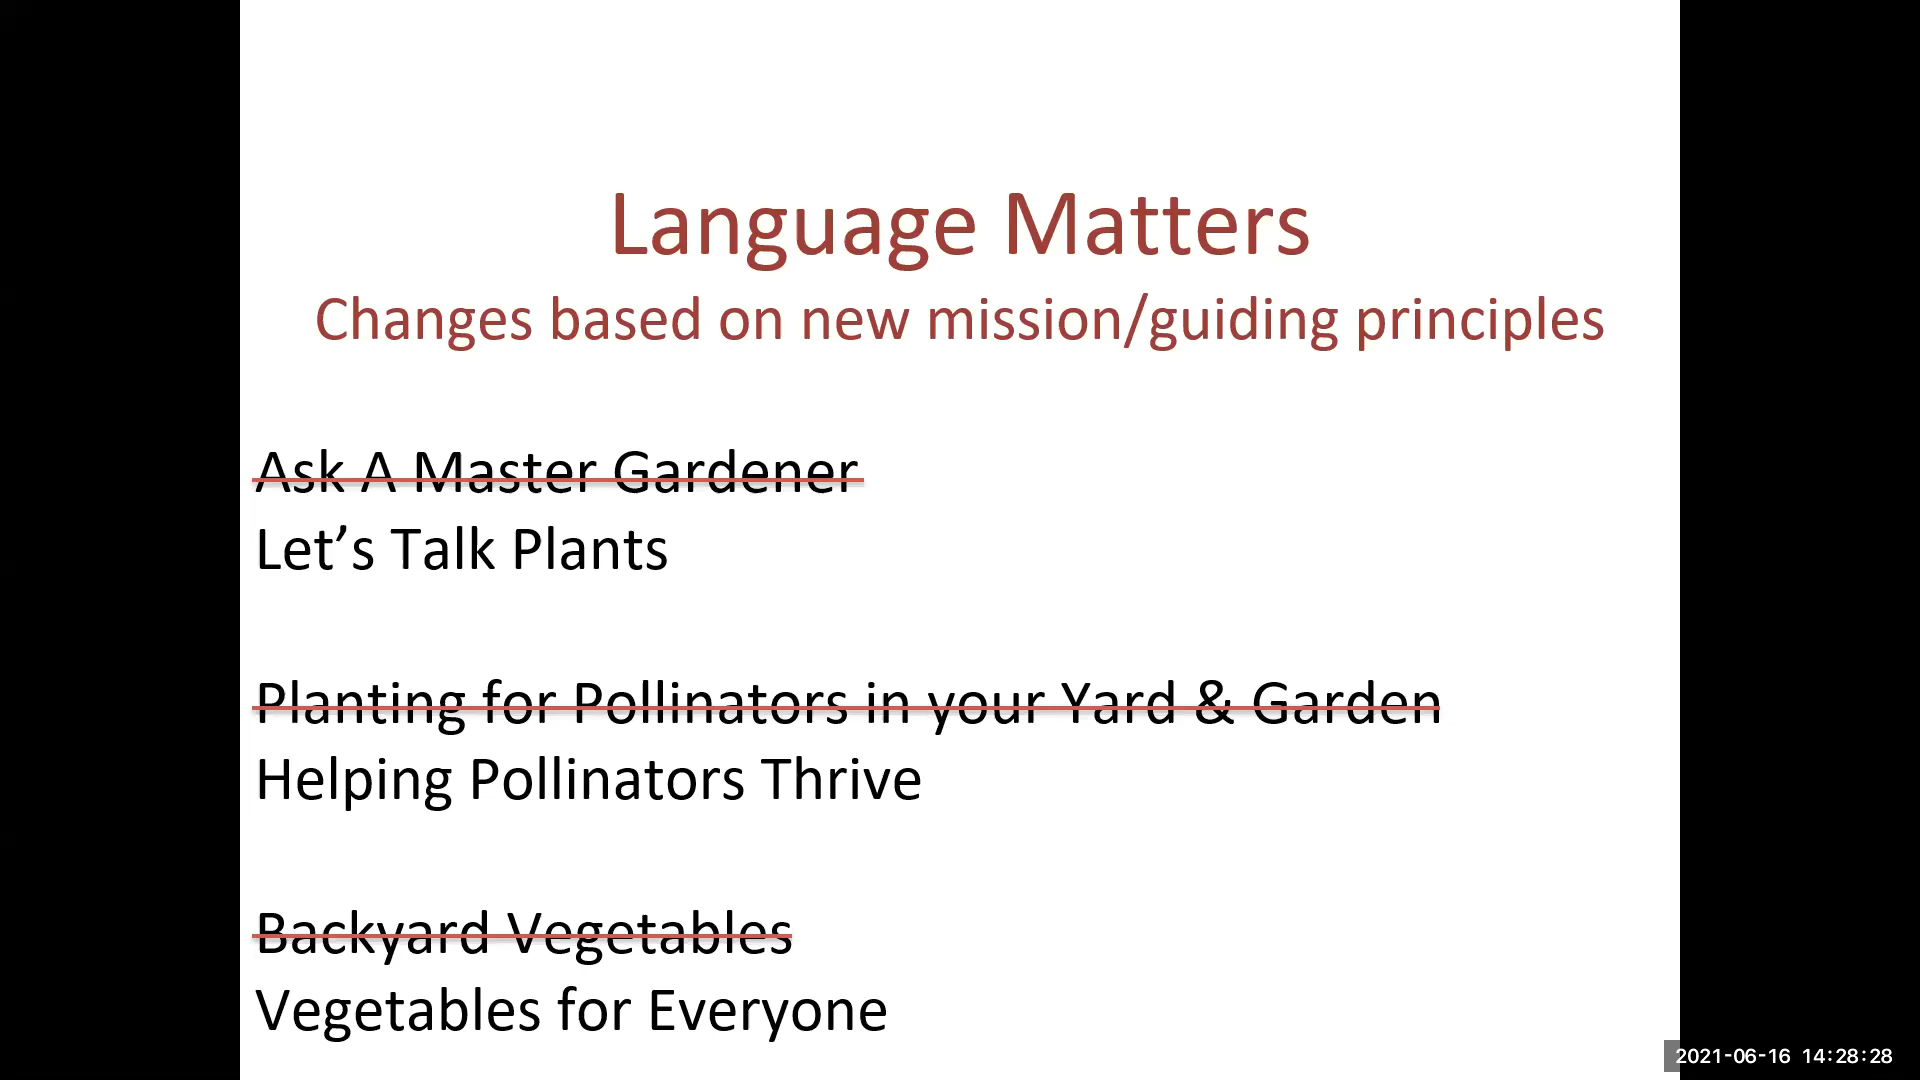 Language Matters
Changes based on new mission/guiding principles
Ask A Master Gardener
Let’s Talk Plants
Planting for Pollinators in your Yard & Garden
Helping Pollinators Thrive
Backyard Vegetables
Vegetables for Everyone
2021-06-16 14:28:28